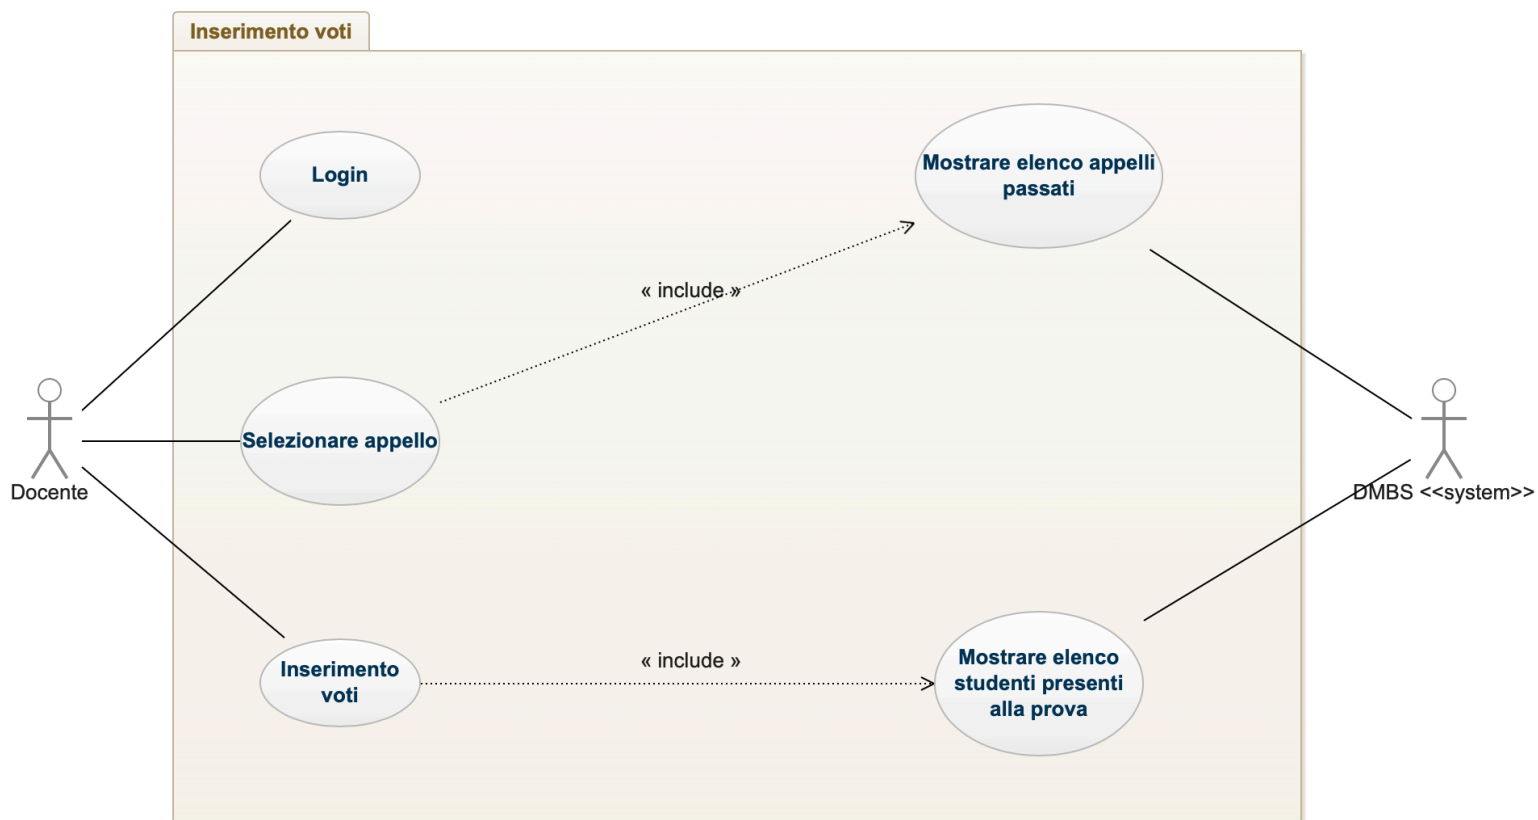 Inserimento voti
Login
Mostrare elenco appelli
passati
« include »
Selezionare appello
Docente
DMBS <<system>>
Inserimento
voti
« include »
Mostrare elenco
studenti presenti
alla prova